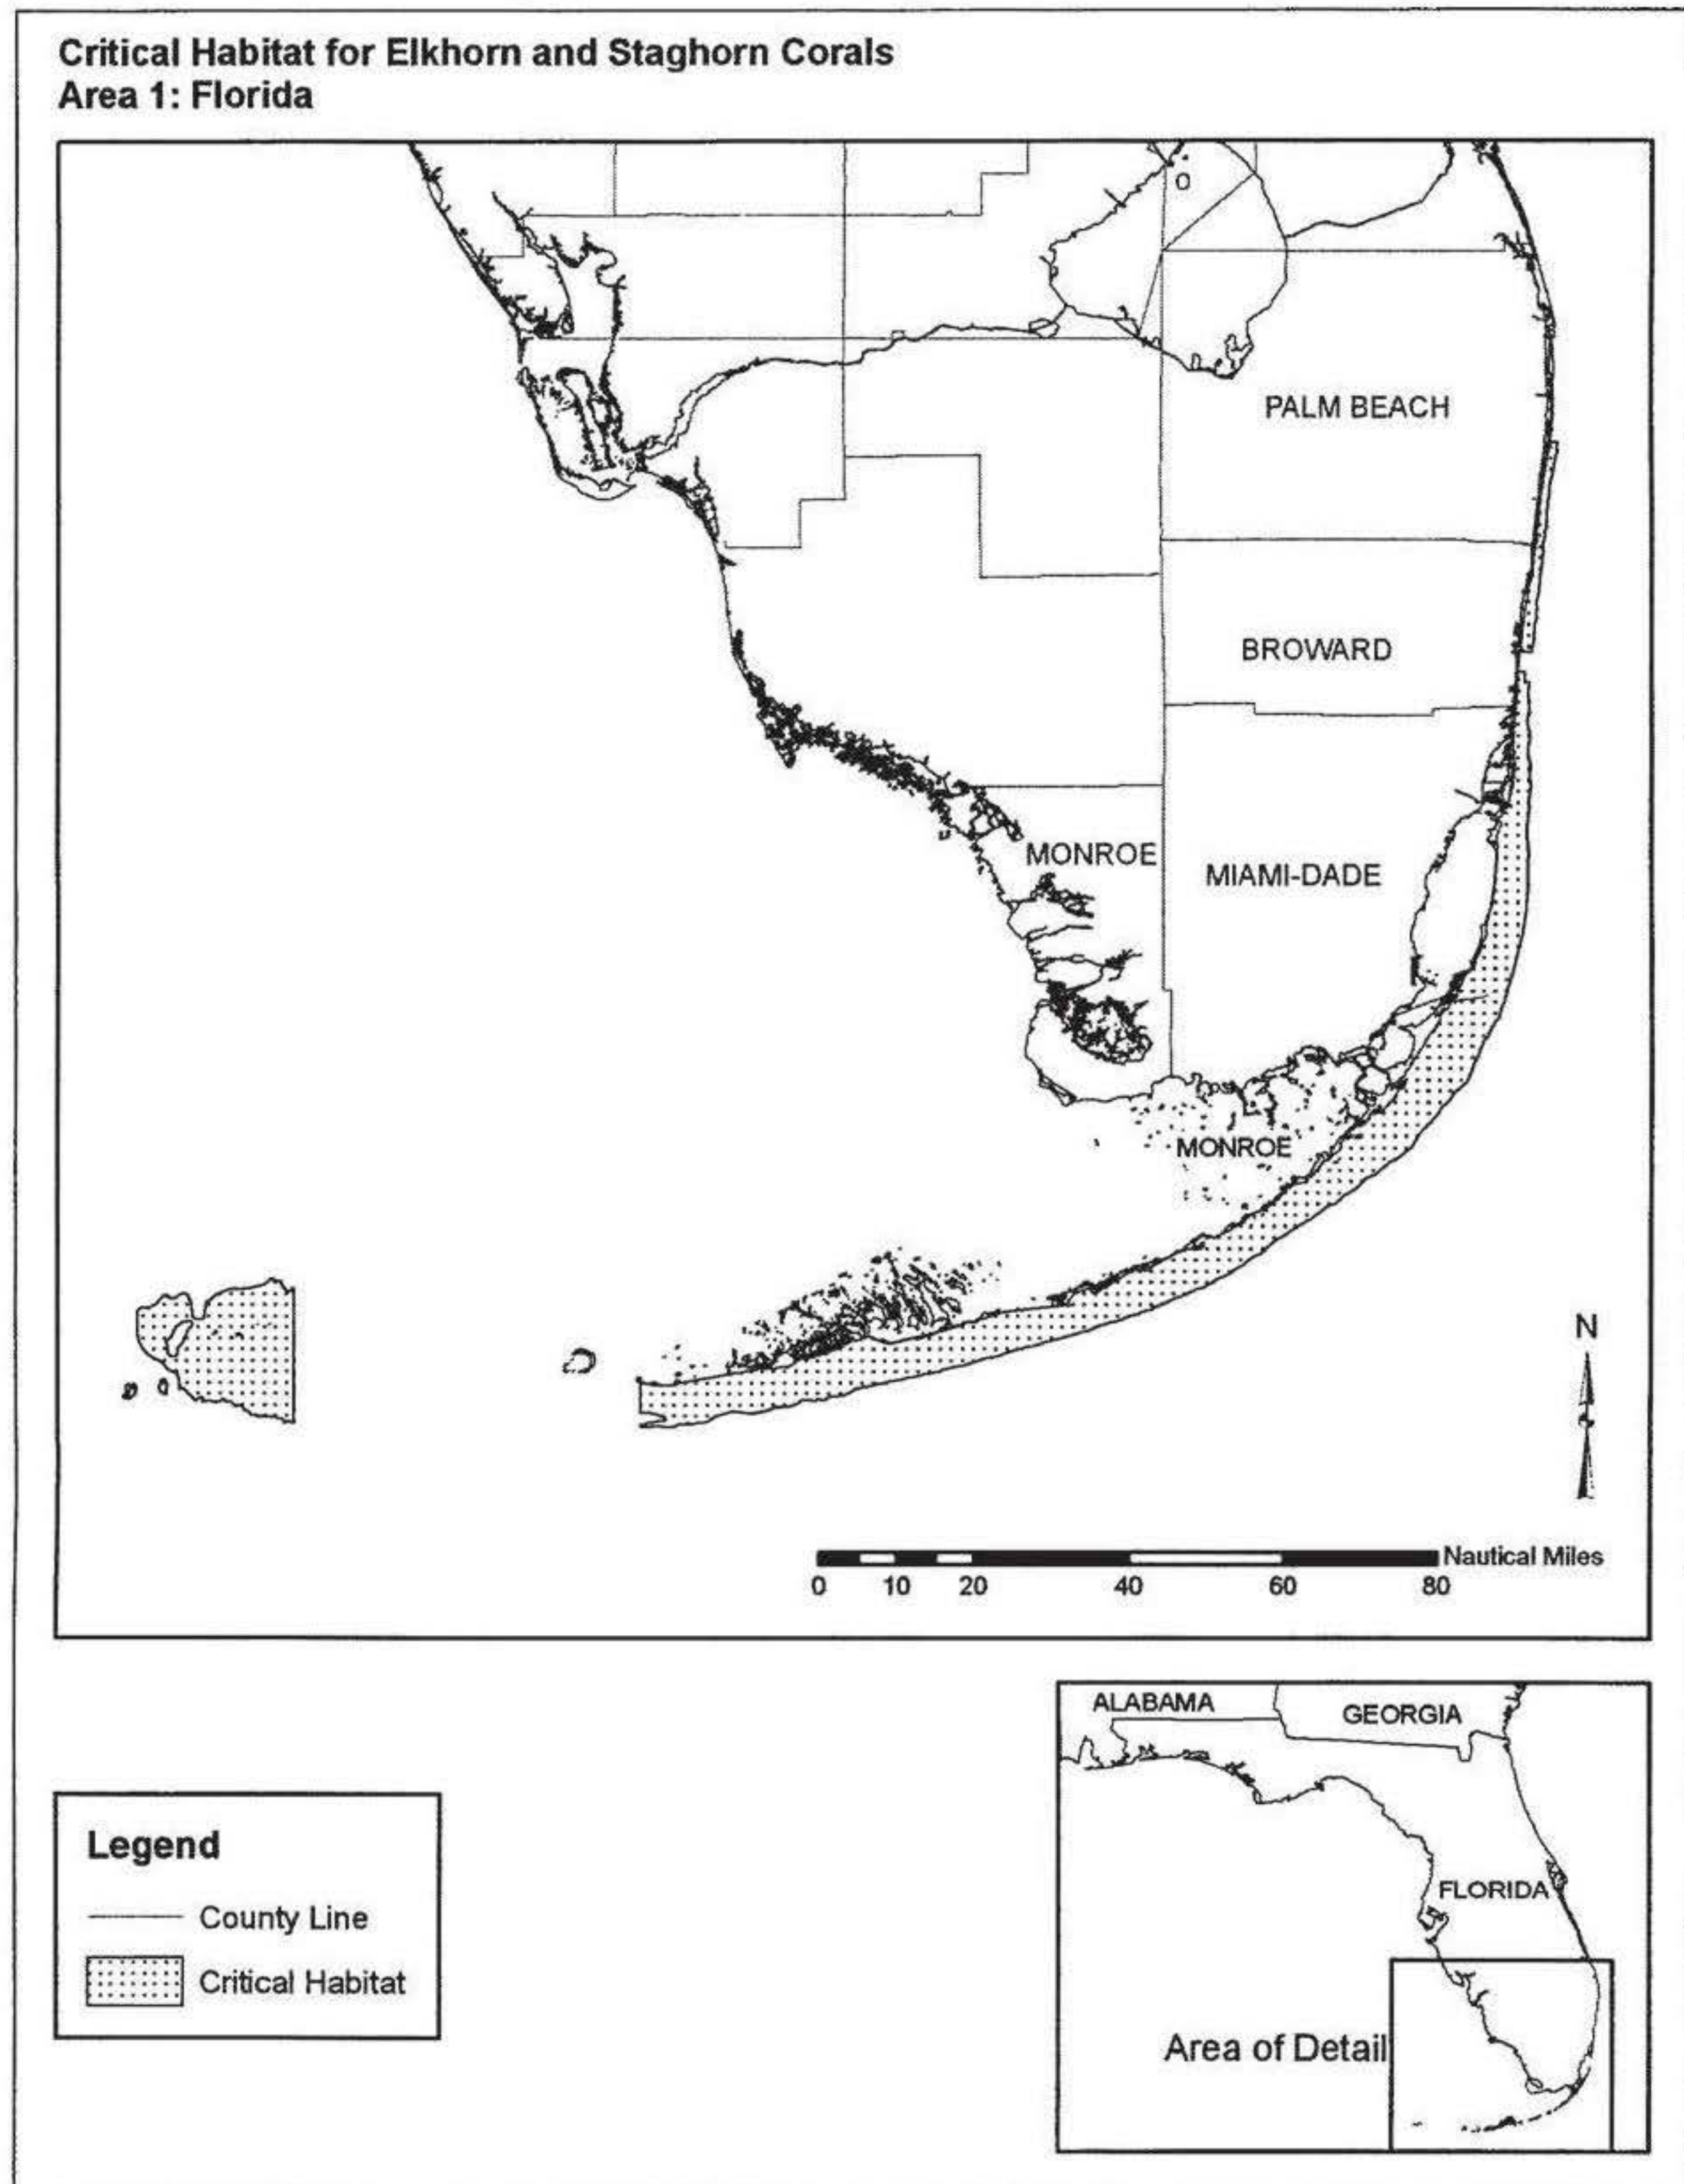 Critical Habitat for Elkhorn and Staghorn Corals
Area 1: Florida
PALM BEACH
BROWARD
MONROE
MIAMI-DADE
MONROE
N
Nautical Miles
0 10 20 40 60 80
ALABAMA
GEORGIA
FLORIDA
Area of Detail
Legend
County Line
Critical Habitat